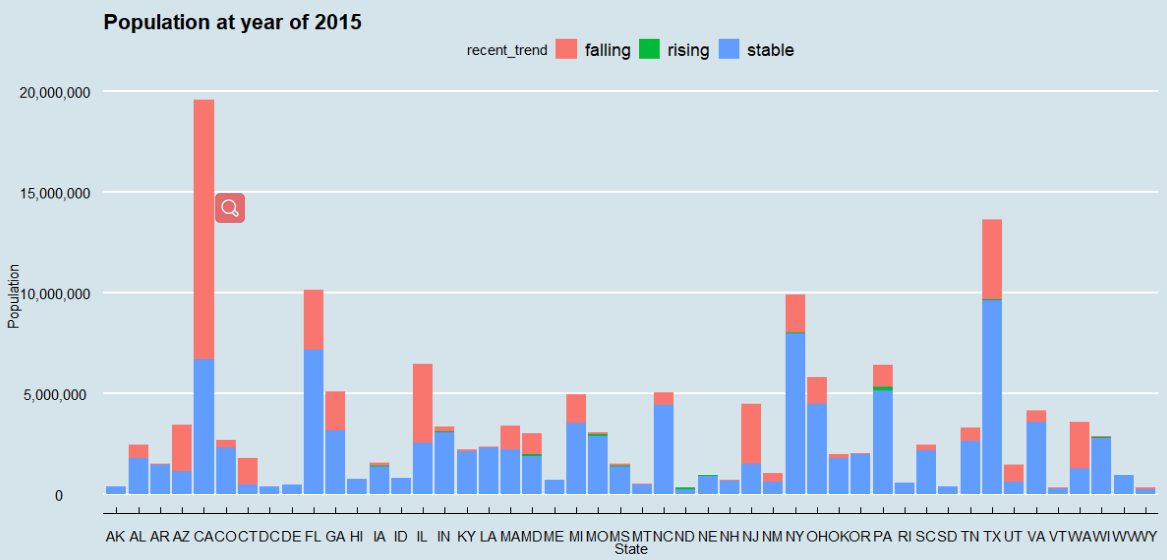 Population at year of 2015
recent_trend falling rising stable
20,000,000
15,000,000
10,000,000
5,000,000
0
Population
AK AL AR AZ CA CO CT DC DE FL GA HI IA ID IL IN KY LA MA MD ME MI MO MS MT NC ND NE NH NJ NM NY OH OK OR PA RI SC SD TN TX UT VA VT WA WI WV WY
State